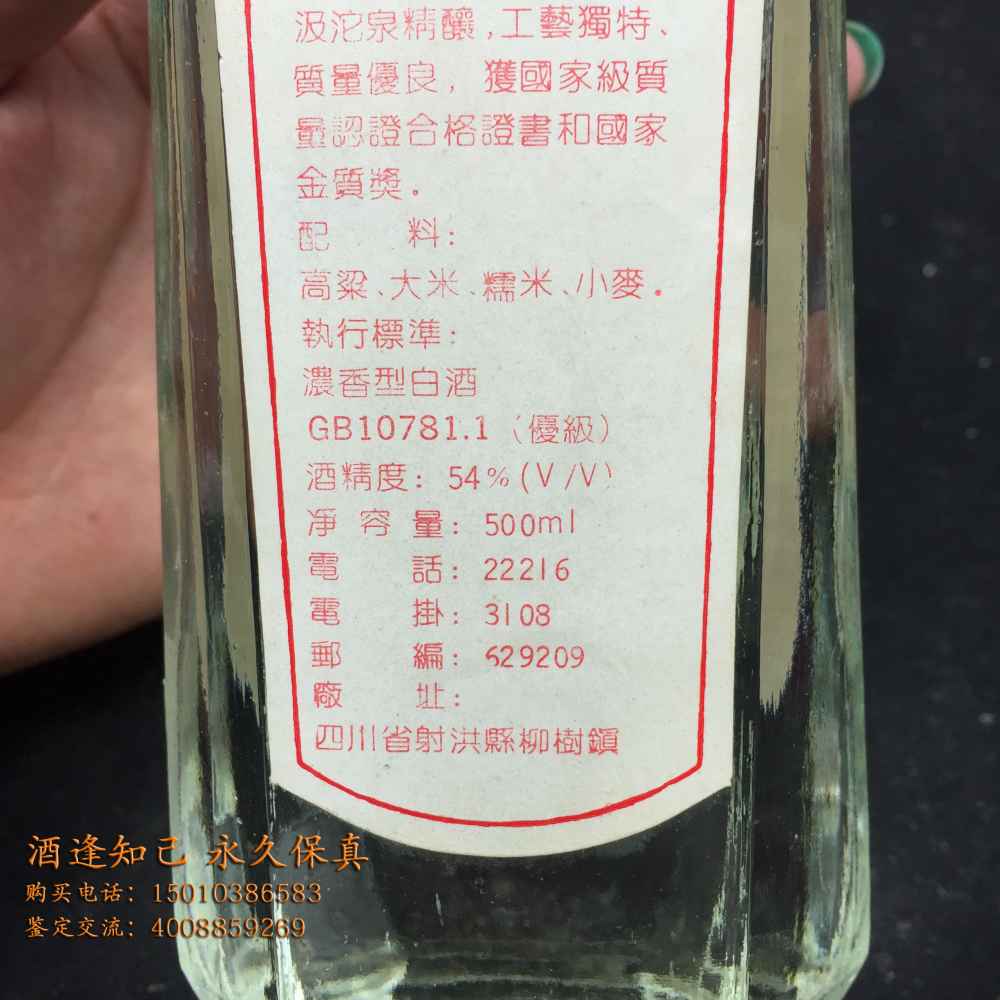 汲沱泉精釀,工藝獨特、
質量優良,獲國家級質
量認證合格證書和國家
金質奬。
配 料:
高粱、大米、糯米、小麥。
執行標準:
濃香型白酒
GB10781.1(優級)
酒精度: 54%(V/V)
净容量: 500ml
電 話: 22216
電 掛: 3108
郵 編: 629209
廠 址:
四川省射洪縣柳樹鎮
酒逢知己 永久保真
购买电话: 15010386583
鉴定交流: 4008859269